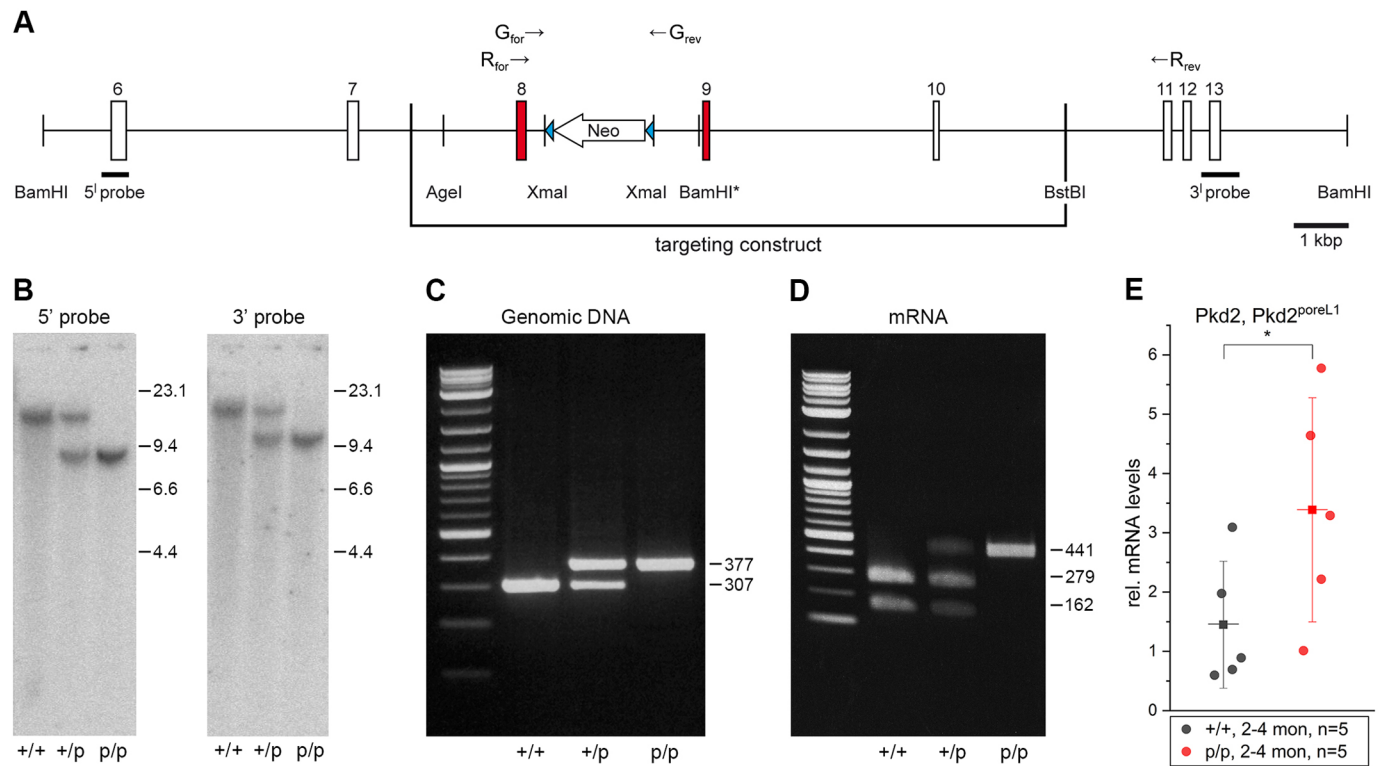 A
Gfor→ ←Grev
Rfor→ ←Rrev
6 7 8 9 10 11 12 13
Neo
BamHI 5ᴵ probe AgeI XmaI XmaI BamHI* BstBI 3ᴵ probe BamHI
targeting construct
1 kbp
B
5’ probe 3’ probe
–23.1 –23.1
–9.4 –9.4
–6.6 –6.6
–4.4 –4.4
+/+ +/p p/p +/+ +/p p/p
C
Genomic DNA
–377
–307
+/+ +/p p/p
D
mRNA
–441
–279
–162
+/+ +/p p/p
E
Pkd2, Pkd2poreL1
*
rel. mRNA levels
6
5
4
3
2
1
0
+/+, 2-4 mon, n=5
p/p, 2-4 mon, n=5